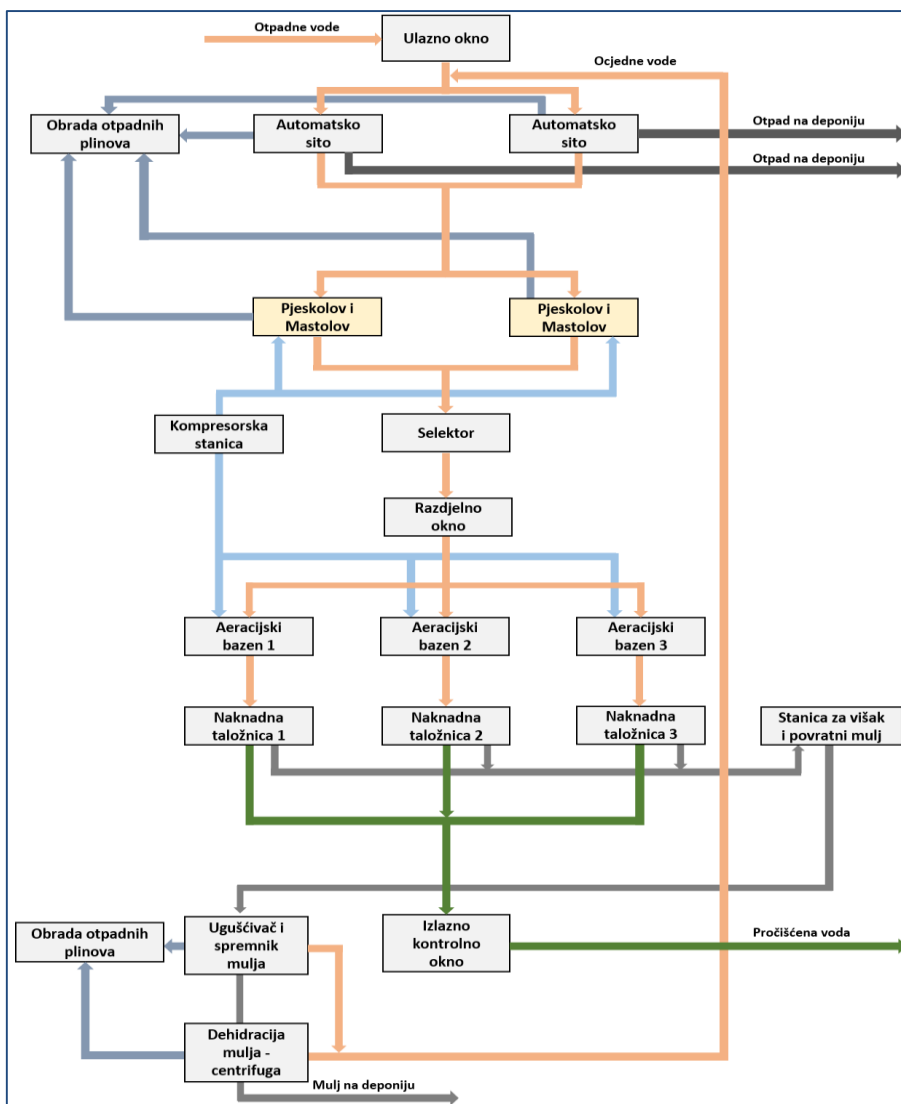 Otpadne vode
Ulazno okno
Ocjedne vode
Obrada otpadnih
plinova
Automatsko
sito
Automatsko
sito
Otpad na deponiju
Otpad na deponiju
Pjeskolov i
Mastolov
Pjeskolov i
Mastolov
Kompresorska
stanica
Selektor
Razdjelno
okno
Aeracijski
bazen 1
Aeracijski
bazen 2
Aeracijski
bazen 3
Naknadna
taložnica 1
Naknadna
taložnica 2
Naknadna
taložnica 3
Stanica za višak
i povratni mulj
Obrada otpadnih
plinova
Ugušćivač i
spremnik
mulja
Izlazno
kontrolno
okno
Pročišćena voda
Dehidracija
mulja -
centrifuga
Mulj na deponiju